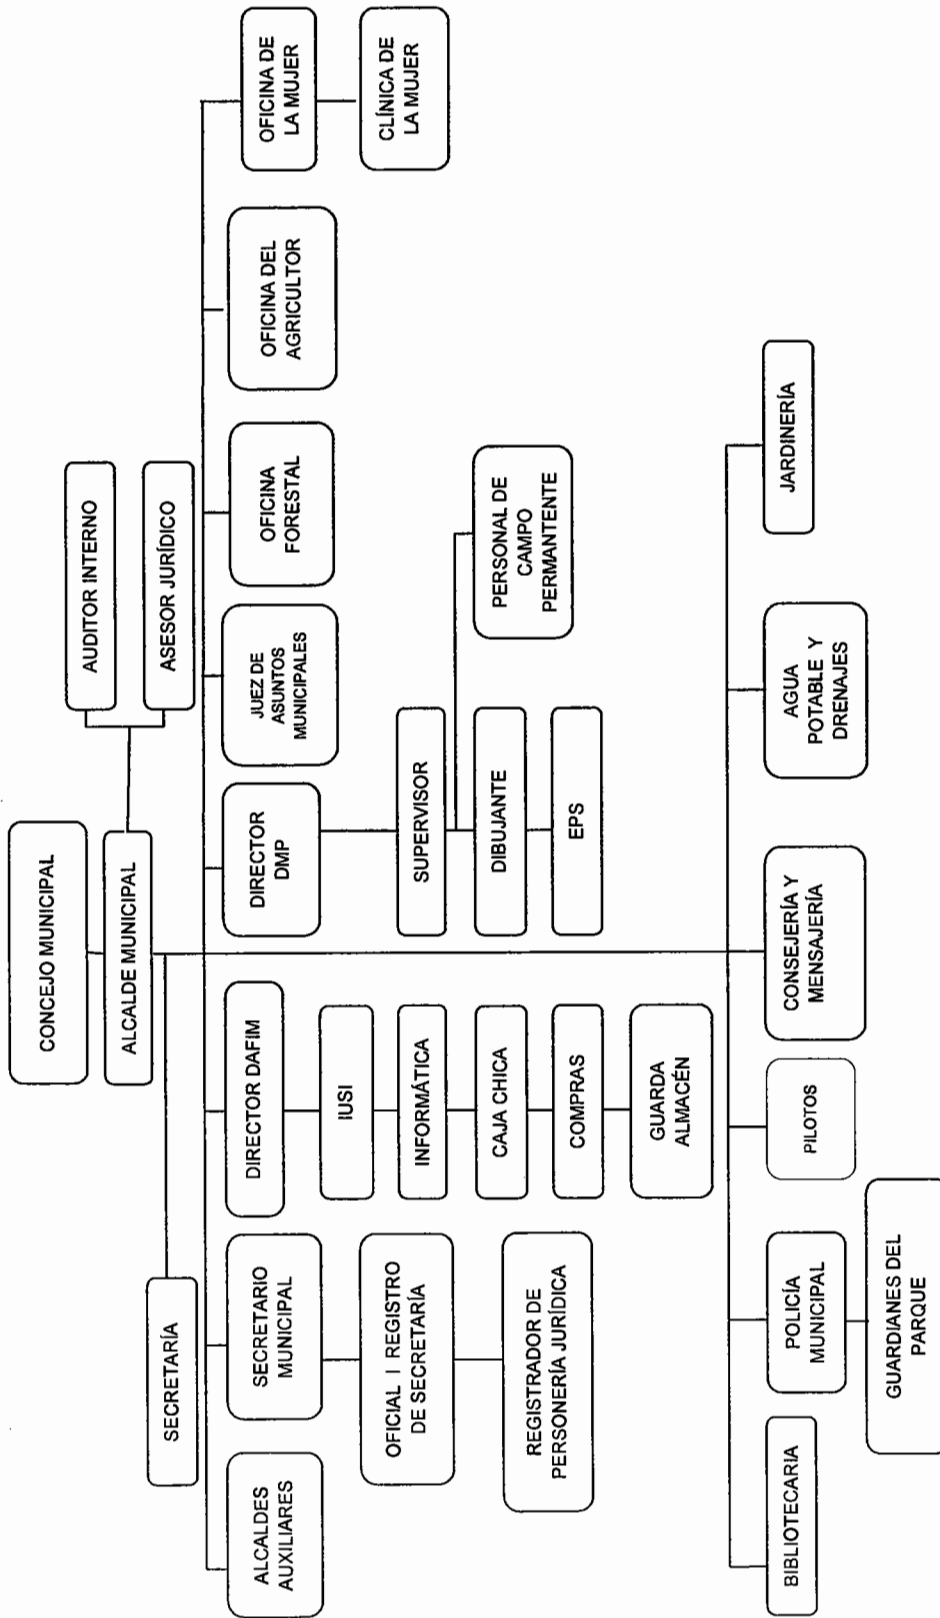 CONCEJO MUNICIPAL
ALCALDE MUNICIPAL
AUDITOR INTERNO
ASESOR JURÍDICO
SECRETARÍA
ALCALDES
AUXILIARES
SECRETARIO
MUNICIPAL
OFICIAL I REGISTRO
DE SECRETARÍA
REGISTRADOR DE
PERSONERÍA JURÍDICA
DIRECTOR DAFIM
IUSI
INFORMÁTICA
CAJA CHICA
COMPRAS
GUARDA
ALMACÉN
DIRECTOR
DMP
SUPERVISOR
DIBUJANTE
EPS
PERSONAL DE
CAMPO
PERMANTENTE
JUEZ DE
ASUNTOS
MUNICIPALES
OFICINA
FORESTAL
OFICINA DEL
AGRICULTOR
OFICINA DE
LA MUJER
CLÍNICA DE
LA MUJER
BIBLIOTECARIA
POLICÍA
MUNICIPAL
GUARDIANES DEL
PARQUE
PILOTOS
CONSEJERÍA Y
MENSAJERÍA
AGUA
POTABLE Y
DRENAJES
JARDINERÍA